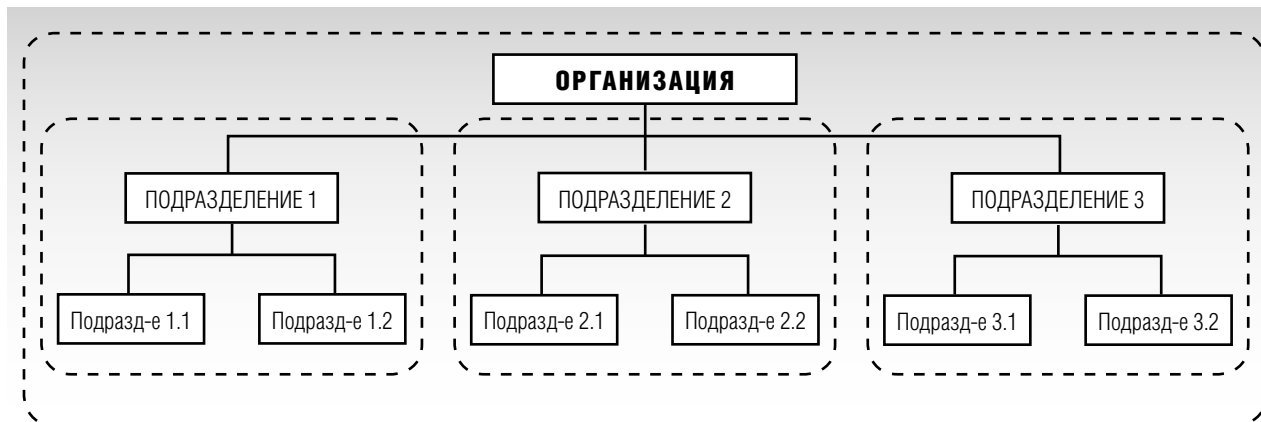 ОРГАНИЗАЦИЯ
ПОДРАЗДЕЛЕНИЕ 1
ПОДРАЗДЕЛЕНИЕ 2
ПОДРАЗДЕЛЕНИЕ 3
Подразд-е 1.1
Подразд-е 1.2
Подразд-е 2.1
Подразд-е 2.2
Подразд-е 3.1
Подразд-е 3.2